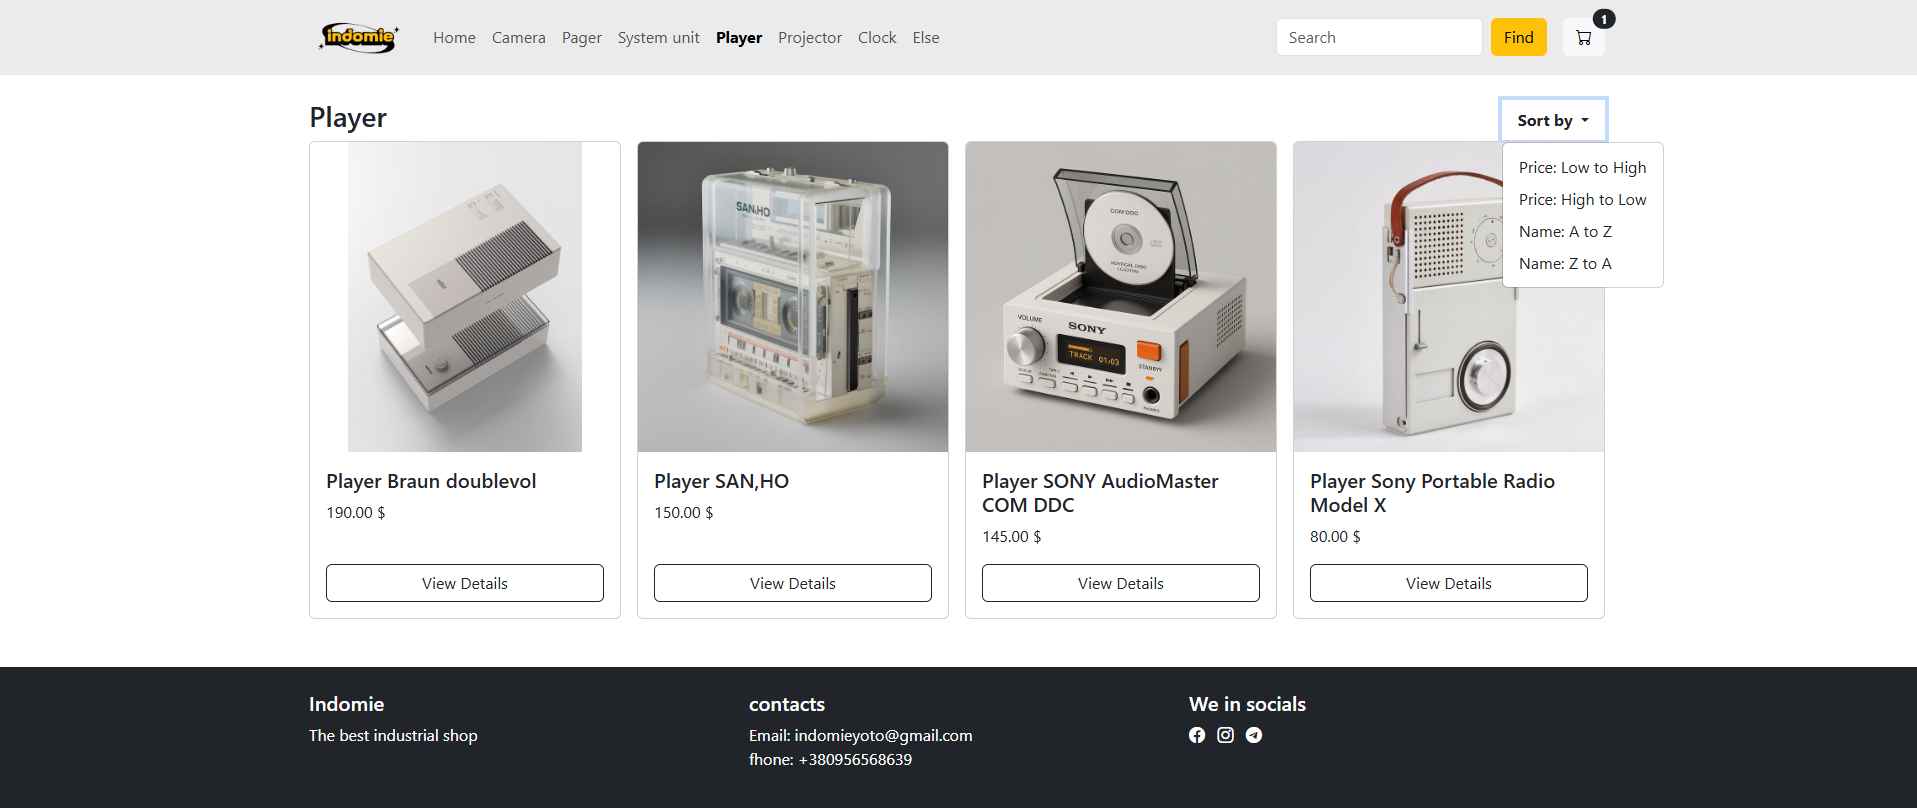 indomie
Home Camera Pager System unit Player Projector Clock Else
Search
Find
1
Player
Sort by
Price: Low to High
Price: High to Low
Name: A to Z
Name: Z to A
SAN,HO
COM DDC
VERTICAL DISC
VOLUME
SONY
TRACK 01/03
STANDBY
Player Braun doublevol
190.00 $
View Details
Player SAN,HO
150.00 $
View Details
Player SONY AudioMaster
COM DDC
145.00 $
View Details
Player Sony Portable Radio
Model X
80.00 $
View Details
Indomie
The best industrial shop
contacts
Email: indomieyoto@gmail.com
fhone: +380956568639
We in socials